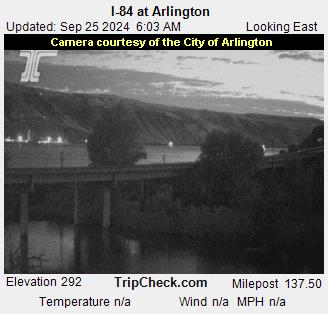 I-84 at Arlington
Updated: Sep 25 2024 6:03 AM Looking East
Camera courtesy of the City of Arlington
Elevation 292 TripCheck.com Milepost 137.50
Temperature n/a Wind n/a MPH n/a